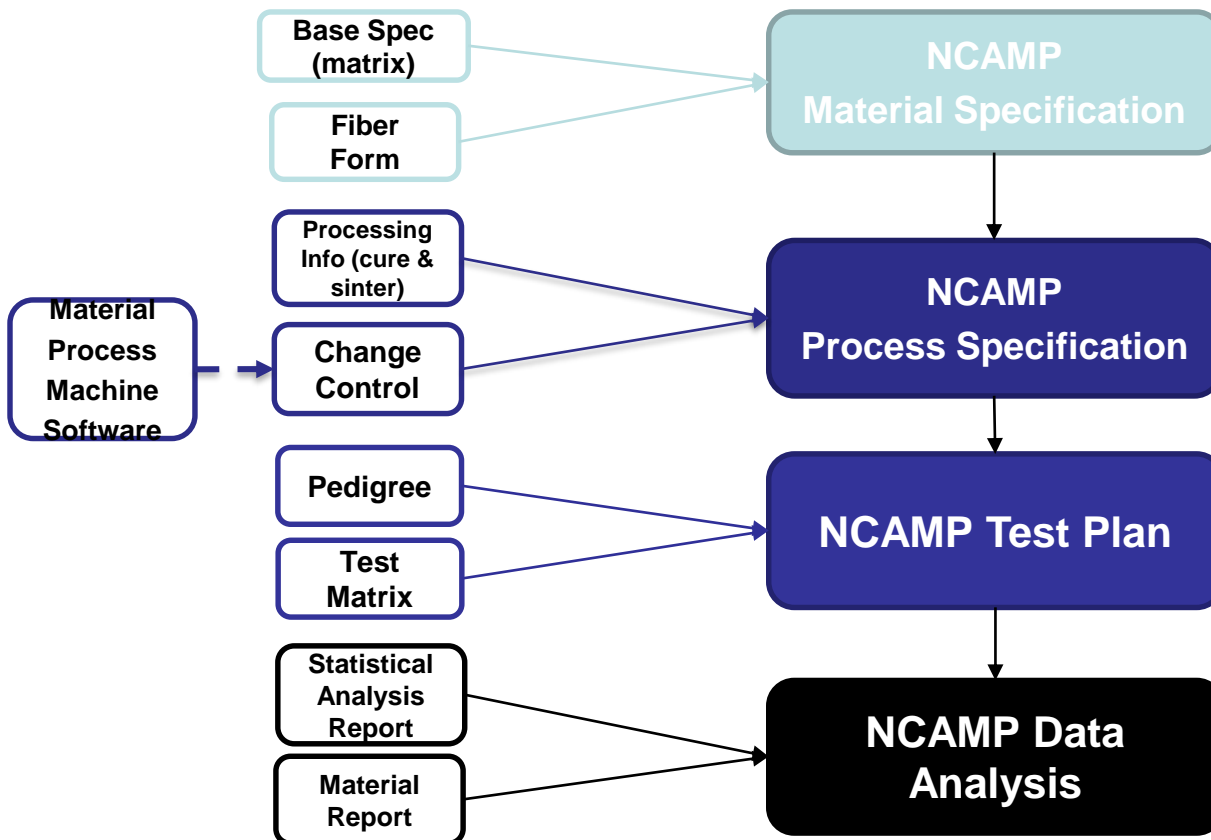 Base Spec
(matrix)
Fiber
Form
NCAMP
Material Specification
Processing
Info (cure &
sinter)
Change
Control
Material
Process
Machine
Software
NCAMP
Process Specification
Pedigree
Test
Matrix
NCAMP Test Plan
Statistical
Analysis
Report
Material
Report
NCAMP Data
Analysis